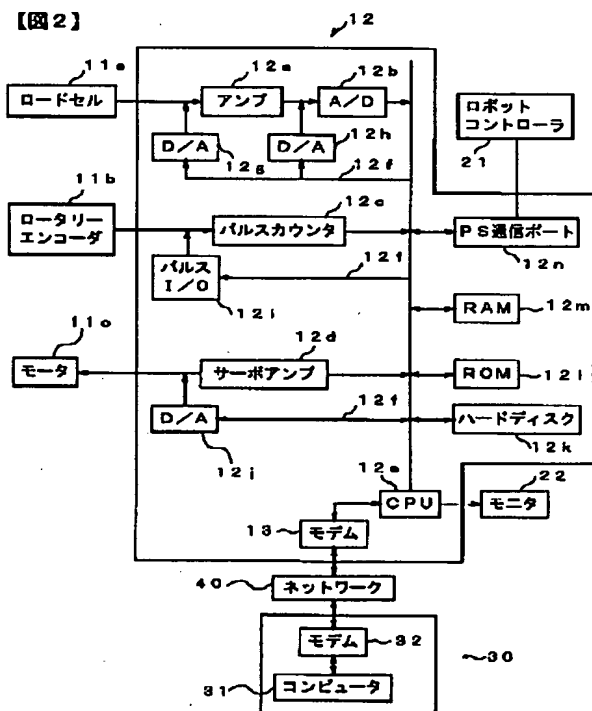 【図2】
12
11a
12a
12b
ロードセル
アンプ
A/D
ロボット
コントローラ
21
D/A
D/A
12h
12g
12f
11b
12c
ロータリー
エンコーダ
パルスカウンタ
PS通信ポート
12n
パルス
I/O
12f
12i
RAM
12m
11c
12d
モータ
サーボアンプ
ROM
12l
D/A
12f
ハードディスク
12j
12k
12e
22
CPU
モニタ
13
モデム
40
ネットワーク
モデム
32
30
31
コンピュータ